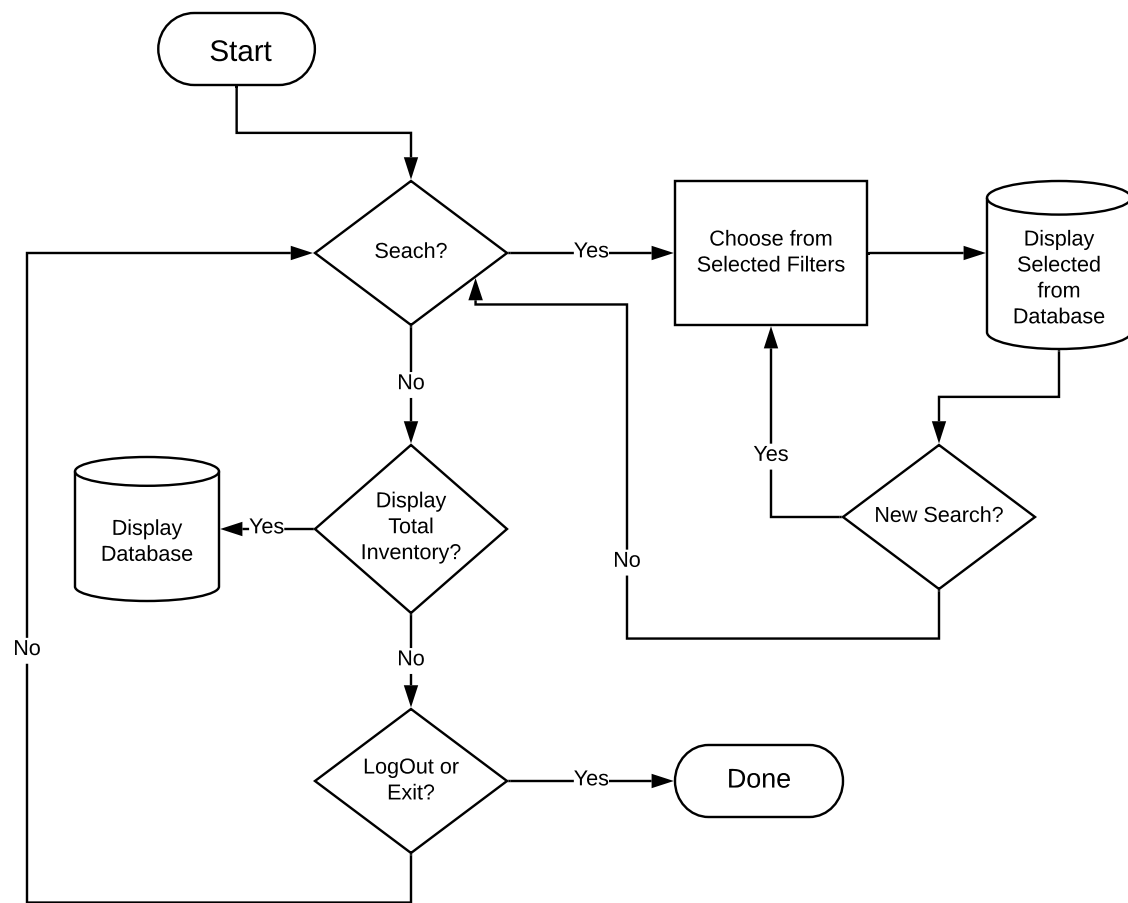 Start
Seach?
Yes
Choose from
Selected Filters
Display
Selected
from
Database
No
Yes
New Search?
No
Display
Total
Inventory?
Yes
Display
Database
No
No
LogOut or
Exit?
Yes
Done